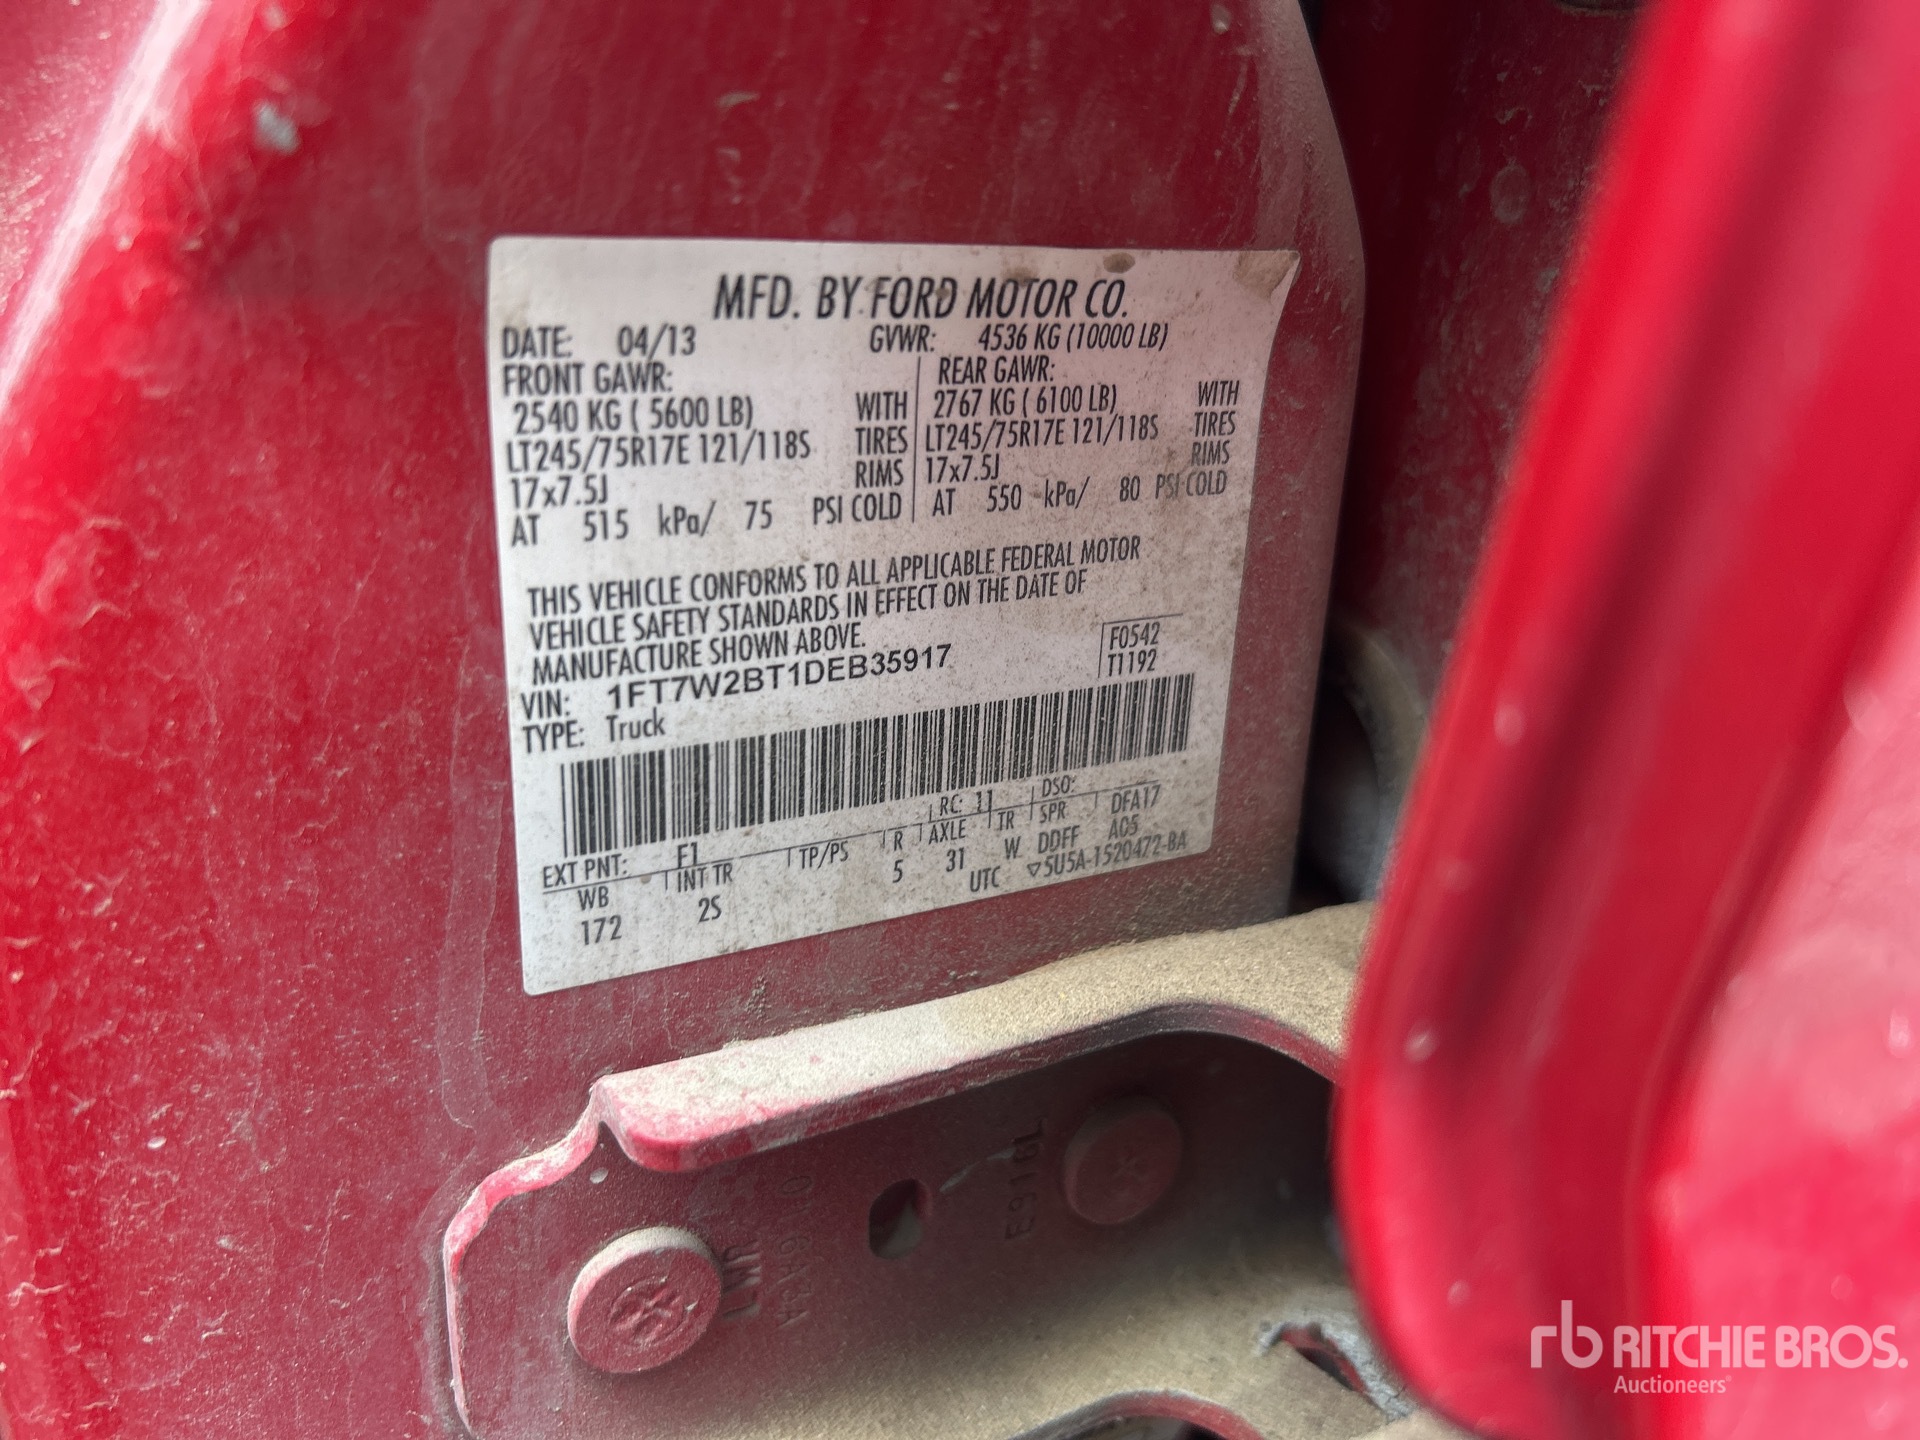 MFD. BY FORD MOTOR CO.
DATE: 04/13 GVWR: 4536 KG (10000 LB)
FRONT GAWR: REAR GAWR:
2540 KG ( 5600 LB) WITH 2767 KG ( 6100 LB) WITH
LT245/75R17E 121/118S TIRES LT245/75R17E 121/118S TIRES
17x7.5J RIMS 17x7.5J RIMS
AT 515 kPa/ 75 PSI COLD AT 550 kPa/ 80 PSI COLD
THIS VEHICLE CONFORMS TO ALL APPLICABLE FEDERAL MOTOR
VEHICLE SAFETY STANDARDS IN EFFECT ON THE DATE OF
MANUFACTURE SHOWN ABOVE.
F0542
T1192
VIN: 1FT7W2BT1DEB35917
TYPE: Truck
EXT PNT: F1 RC: 11 DSO:
WB INT TR TP/PS R AXLE TR SPR DFA17
172 2S 5 31 W DDFF A05
UTC ▽5U5A-1520472-BA
E316L
rb RITCHIE BROS.
Auctioneers